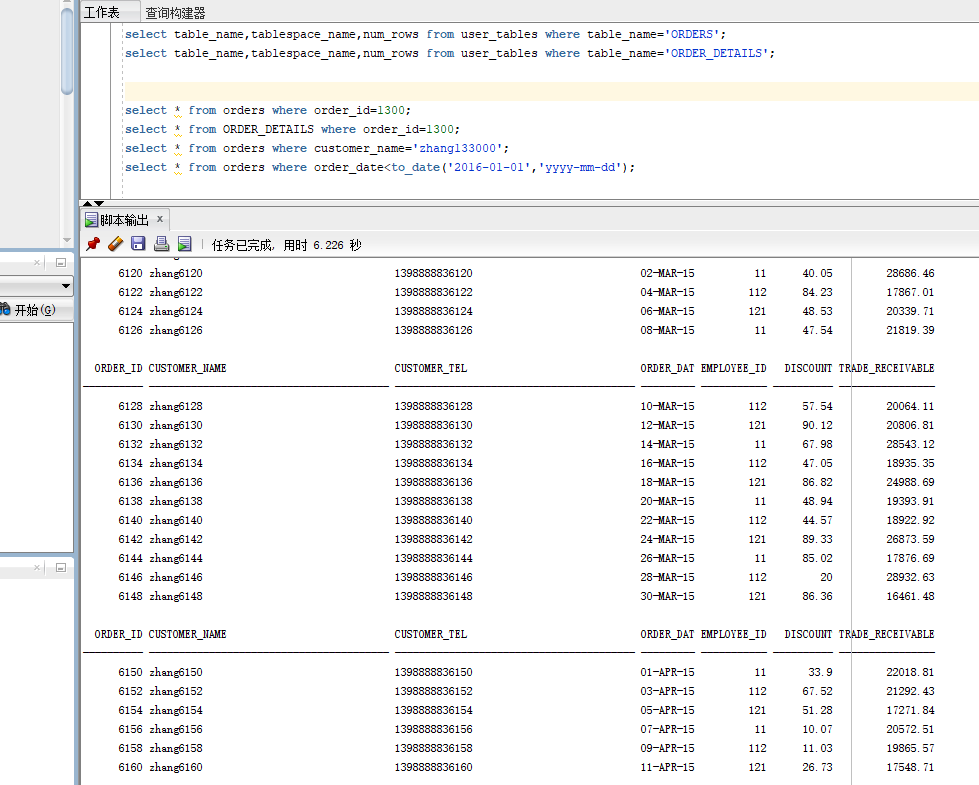 工作表 查询构建器
select table_name,tablespace_name,num_rows from user_tables where table_name='ORDERS';
select table_name,tablespace_name,num_rows from user_tables where table_name='ORDER_DETAILS';
select * from orders where order_id=1300;
select * from ORDER_DETAILS where order_id=1300;
select * from orders where customer_name='zhang133000';
select * from orders where order_date<to_date('2016-01-01','yyyy-mm-dd');
脚本输出 ×
任务已完成, 用时 6.226 秒
开始(G)
6120 zhang6120 1398888836120 02-MAR-15 11 40.05 28686.46
6122 zhang6122 1398888836122 04-MAR-15 112 84.23 17867.01
6124 zhang6124 1398888836124 06-MAR-15 121 48.53 20339.71
6126 zhang6126 1398888836126 08-MAR-15 11 47.54 21819.39
ORDER_ID CUSTOMER_NAME CUSTOMER_TEL ORDER_DAT EMPLOYEE_ID DISCOUNT TRADE_RECEIVABLE
6128 zhang6128 1398888836128 10-MAR-15 112 57.54 20064.11
6130 zhang6130 1398888836130 12-MAR-15 121 90.12 20806.81
6132 zhang6132 1398888836132 14-MAR-15 11 67.98 28543.12
6134 zhang6134 1398888836134 16-MAR-15 112 47.05 18935.35
6136 zhang6136 1398888836136 18-MAR-15 121 86.82 24988.69
6138 zhang6138 1398888836138 20-MAR-15 11 48.94 19393.91
6140 zhang6140 1398888836140 22-MAR-15 112 44.57 18922.92
6142 zhang6142 1398888836142 24-MAR-15 121 89.33 26873.59
6144 zhang6144 1398888836144 26-MAR-15 11 85.02 17876.69
6146 zhang6146 1398888836146 28-MAR-15 112 20 28932.63
6148 zhang6148 1398888836148 30-MAR-15 121 86.36 16461.48
ORDER_ID CUSTOMER_NAME CUSTOMER_TEL ORDER_DAT EMPLOYEE_ID DISCOUNT TRADE_RECEIVABLE
6150 zhang6150 1398888836150 01-APR-15 11 33.9 22018.81
6152 zhang6152 1398888836152 03-APR-15 112 67.52 21292.43
6154 zhang6154 1398888836154 05-APR-15 121 51.28 17271.84
6156 zhang6156 1398888836156 07-APR-15 11 10.07 20572.51
6158 zhang6158 1398888836158 09-APR-15 112 11.03 19865.57
6160 zhang6160 1398888836160 11-APR-15 121 26.73 17548.71